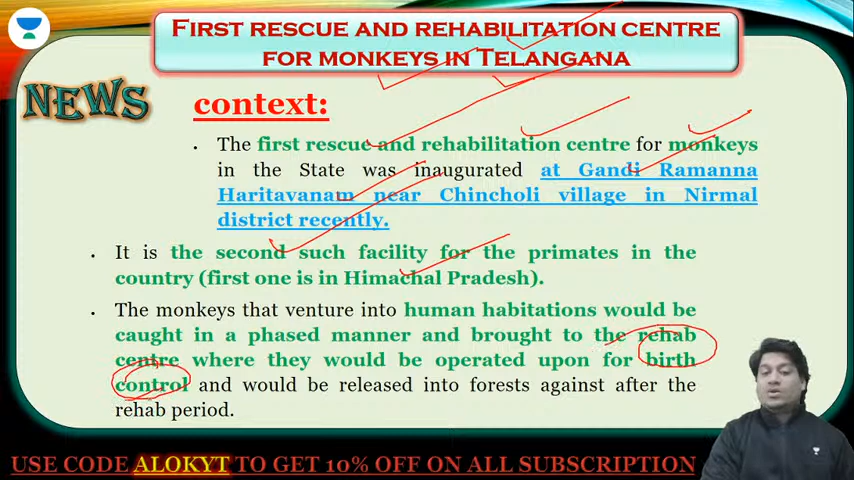 FIRST RESCUE AND REHABILITATION CENTRE
FOR MONKEYS IN TELANGANA
NEWS
context:
• The first rescue and rehabilitation centre for monkeys
in the State was inaugurated at Gandi Ramanna
Haritavanam near Chincholi village in Nirmal
district recently.
• It is the second such facility for the primates in the
country (first one is in Himachal Pradesh).
• The monkeys that venture into human habitations would be
caught in a phased manner and brought to the rehab
centre where they would be operated upon for birth
control and would be released into forests against after the
rehab period.
USE CODE ALOKYT TO GET 10% OFF ON ALL SUBSCRIPTION